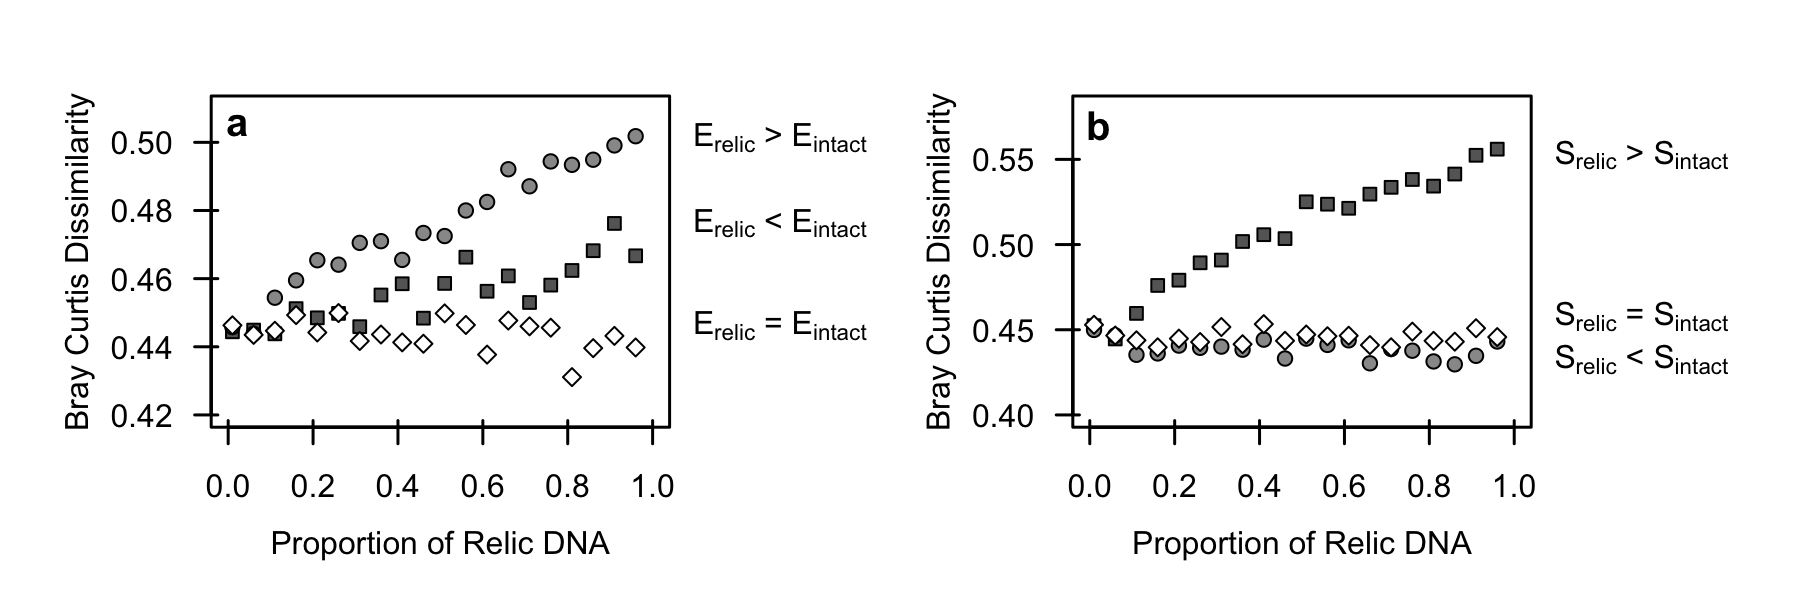 Bray Curtis Dissimilarity
0.50
0.48
0.46
0.44
0.42
a
0.0 0.2 0.4 0.6 0.8 1.0
Proportion of Relic DNA
Erelic > Eintact
Erelic < Eintact
Erelic = Eintact
Bray Curtis Dissimilarity
0.55
0.50
0.45
0.40
b
0.0 0.2 0.4 0.6 0.8 1.0
Proportion of Relic DNA
Srelic > Sintact
Srelic = Sintact
Srelic < Sintact